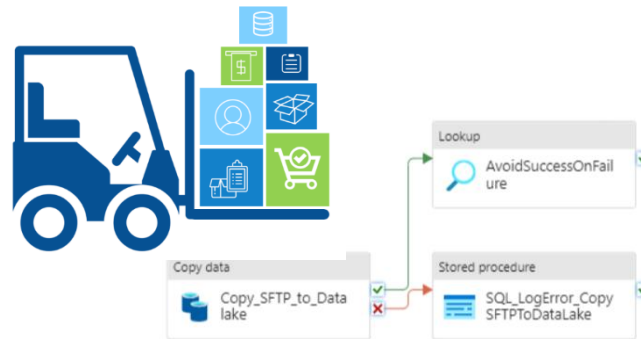 $
Lookup
AvoidSuccessOnFail
ure
Copy data
Copy_SFTP_to_Data
lake
Stored procedure
SQL_LogError_Copy
SFTPToDataLake